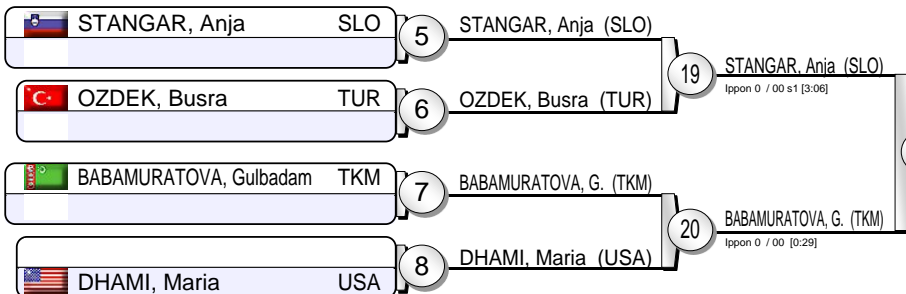 STANGAR, Anja SLO
5
STANGAR, Anja (SLO)
OZDEK, Busra TUR
6
OZDEK, Busra (TUR)
19
STANGAR, Anja (SLO)
Ippon 0 / 00 s1 [3:06]
BABAMURATOVA, Gulbadam TKM
7
BABAMURATOVA, G. (TKM)
DHAMI, Maria USA
8
DHAMI, Maria (USA)
20
BABAMURATOVA, G. (TKM)
Ippon 0 / 00 [0:29]